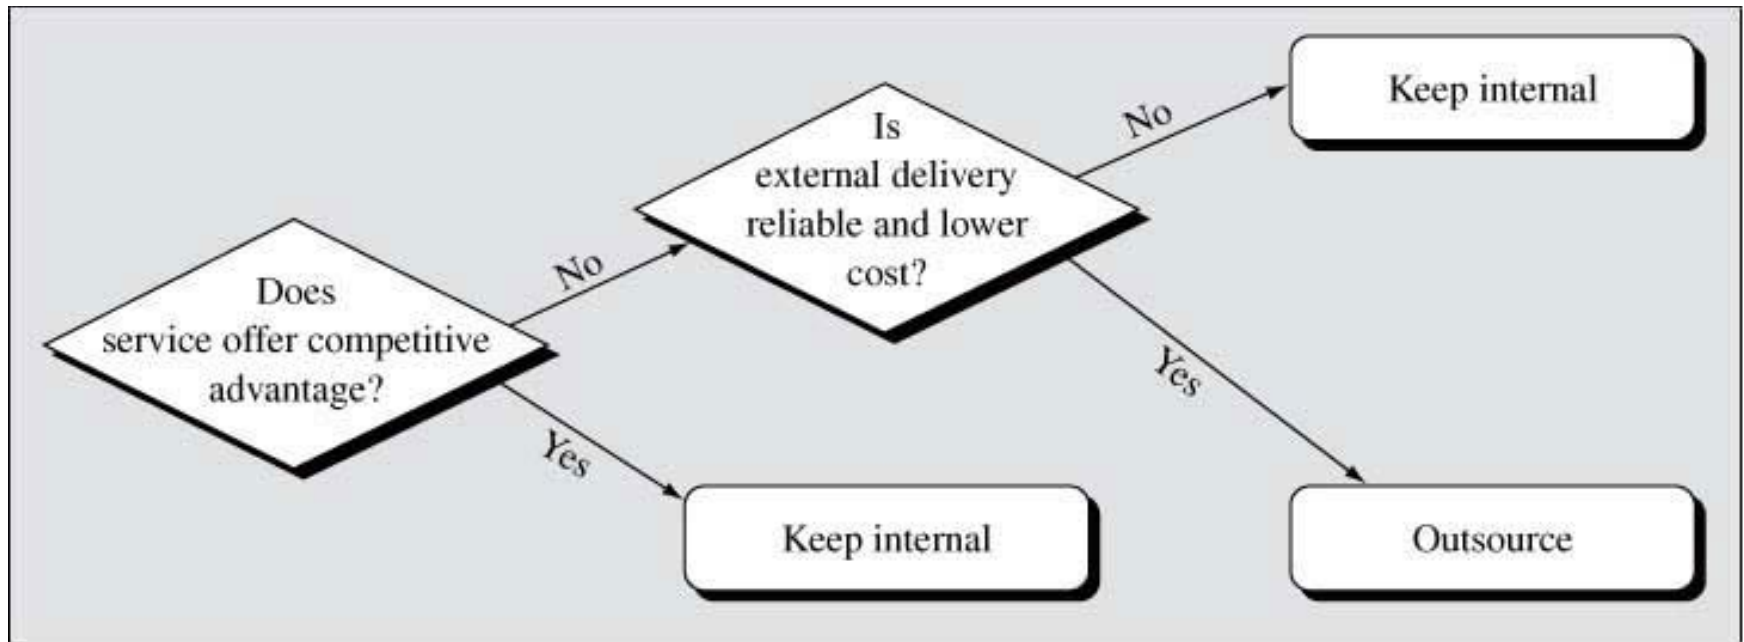 Does
service offer competitive
advantage?
No
Yes
Is
external delivery
reliable and lower
cost?
No
Yes
Keep internal
Keep internal
Outsource